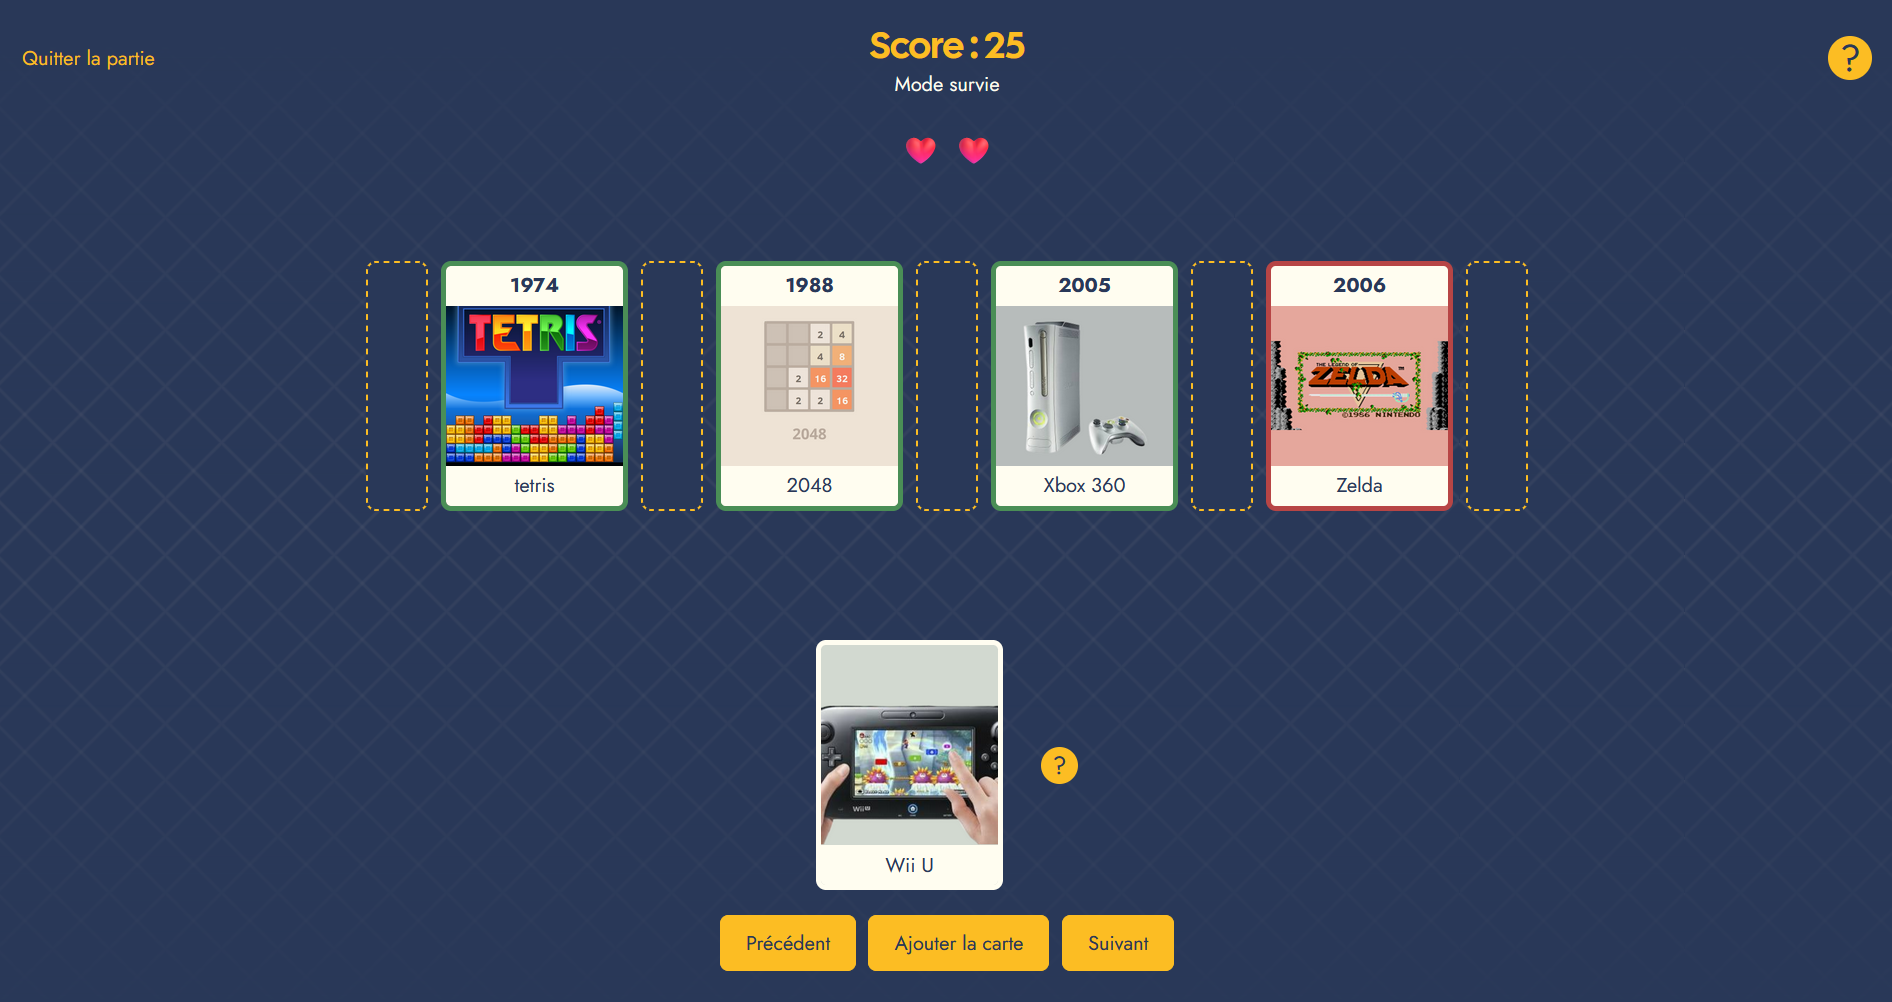 Quitter la partie
Score : 25
?
Mode survie
1974
TETRIS
tetris
1988
2 4
4 8
2 16 32
2 2 16
2048
2048
2005
Xbox 360
2006
THE LEGEND OF
ZELDA
©1986 NINTENDO
Zelda
Wii U
?
Wii U
Précédent
Ajouter la carte
Suivant